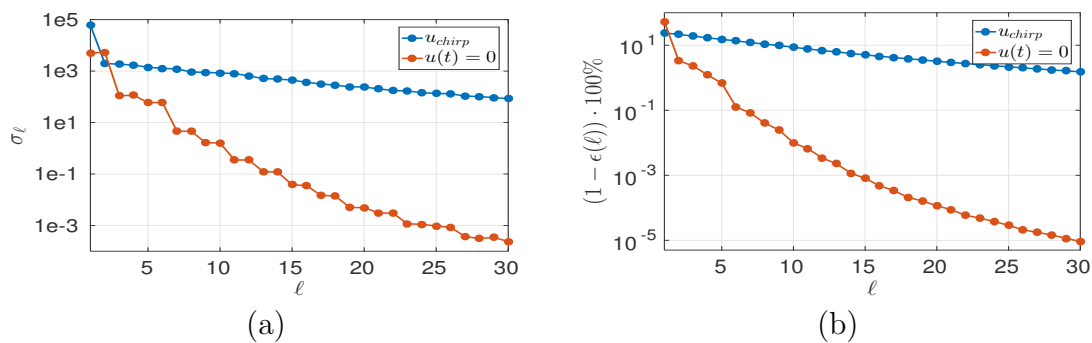 1e5
1e3
1e1
1e-1
1e-3
σ_ℓ
5 10 15 20 25 30
ℓ
u_chirp
u(t) = 0
(a)
10^1
10^-1
10^-3
10^-5
(1 − ϵ(ℓ)) · 100%
5 10 15 20 25 30
ℓ
u_chirp
u(t) = 0
(b)